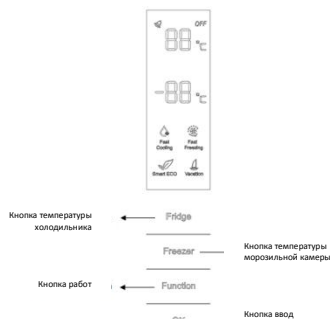 OFF
88 °C
-88 °C
Fast Cooling
Fast Freezing
Smart ECO
Vacation
Кнопка температуры
холодильника
Fridge
Freezer
Кнопка температуры
морозильной камеры
Кнопка работ
Function
Кнопка ввод